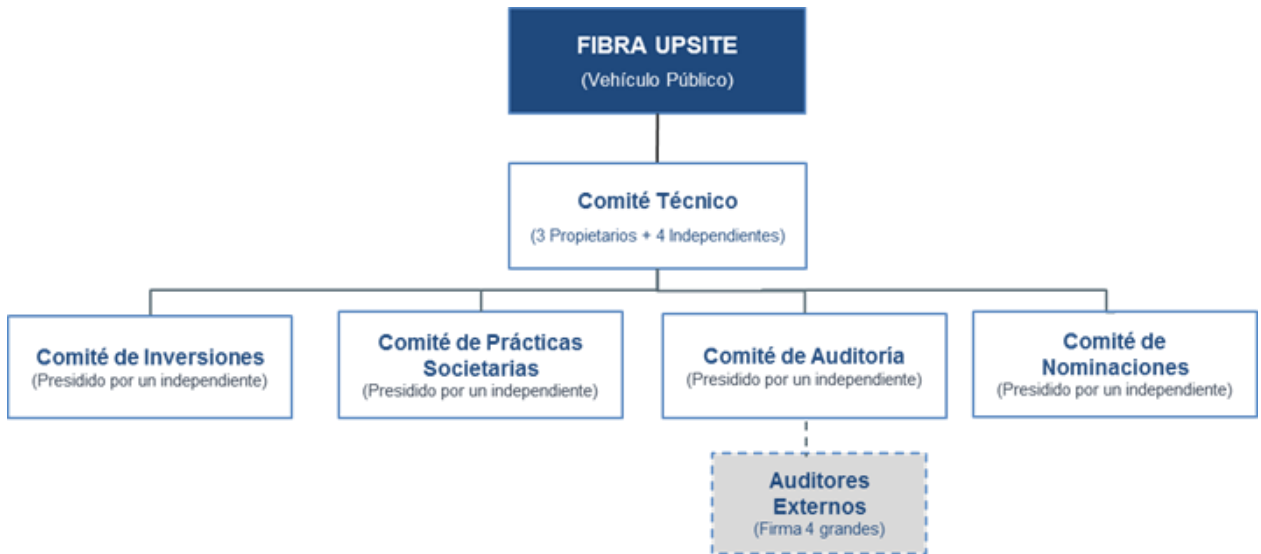 FIBRA UPSITE
(Vehículo Público)
Comité Técnico
(3 Propietarios + 4 Independientes)
Comité de Inversiones
(Presidido por un independiente)
Comité de Prácticas
Societarias
(Presidido por un independiente)
Comité de Auditoría
(Presidido por un independiente)
Comité de
Nominaciones
(Presidido por un independiente)
Auditores
Externos
(Firma 4 grandes)